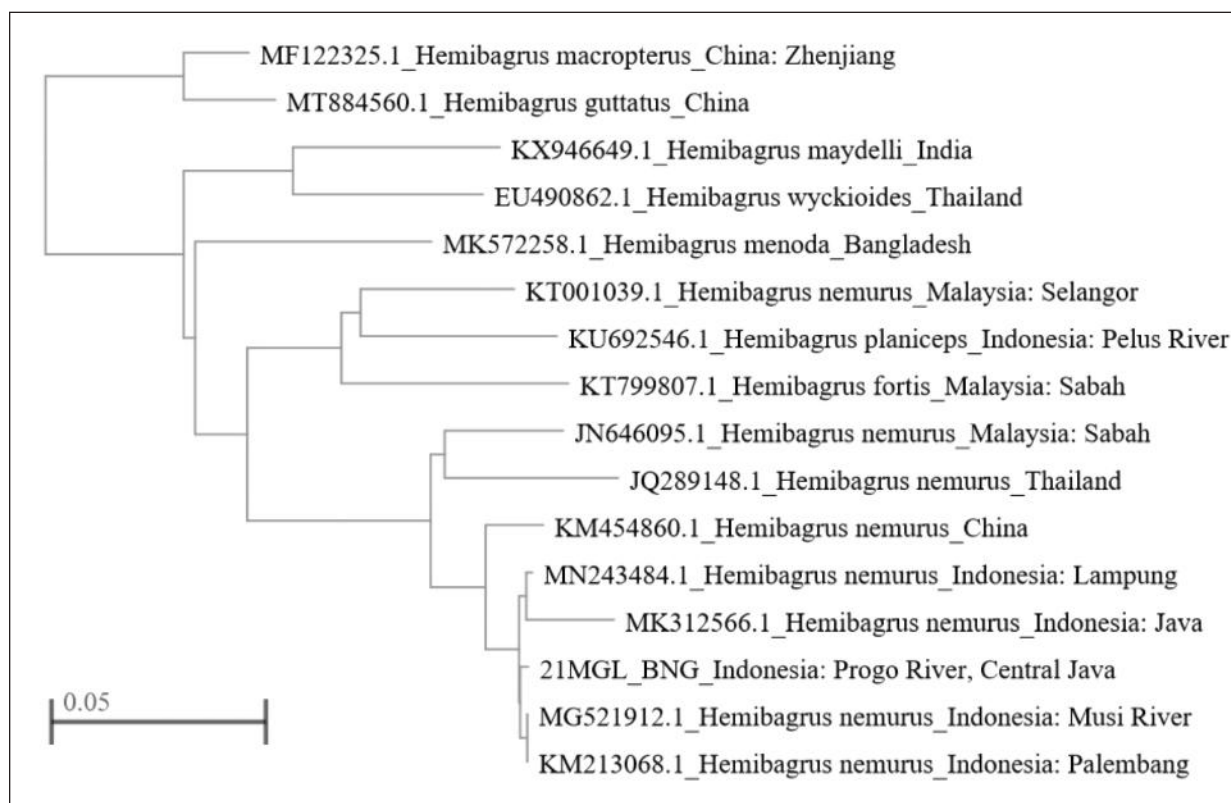 MF122325.1_Hemibagrus macropterus_China: Zhenjiang
MT884560.1_Hemibagrus guttatus_China
KX946649.1_Hemibagrus maydelli_India
EU490862.1_Hemibagrus wyckioides_Thailand
MK572258.1_Hemibagrus menoda_Bangladesh
KT001039.1_Hemibagrus nemurus_Malaysia: Selangor
KU692546.1_Hemibagrus planiceps_Indonesia: Pelus River
KT799807.1_Hemibagrus fortis_Malaysia: Sabah
JN646095.1_Hemibagrus nemurus_Malaysia: Sabah
JQ289148.1_Hemibagrus nemurus_Thailand
KM454860.1_Hemibagrus nemurus_China
MN243484.1_Hemibagrus nemurus_Indonesia: Lampung
MK312566.1_Hemibagrus nemurus_Indonesia: Java
21MGL_BNG_Indonesia: Progo River, Central Java
MG521912.1_Hemibagrus nemurus_Indonesia: Musi River
KM213068.1_Hemibagrus nemurus_Indonesia: Palembang
0.05